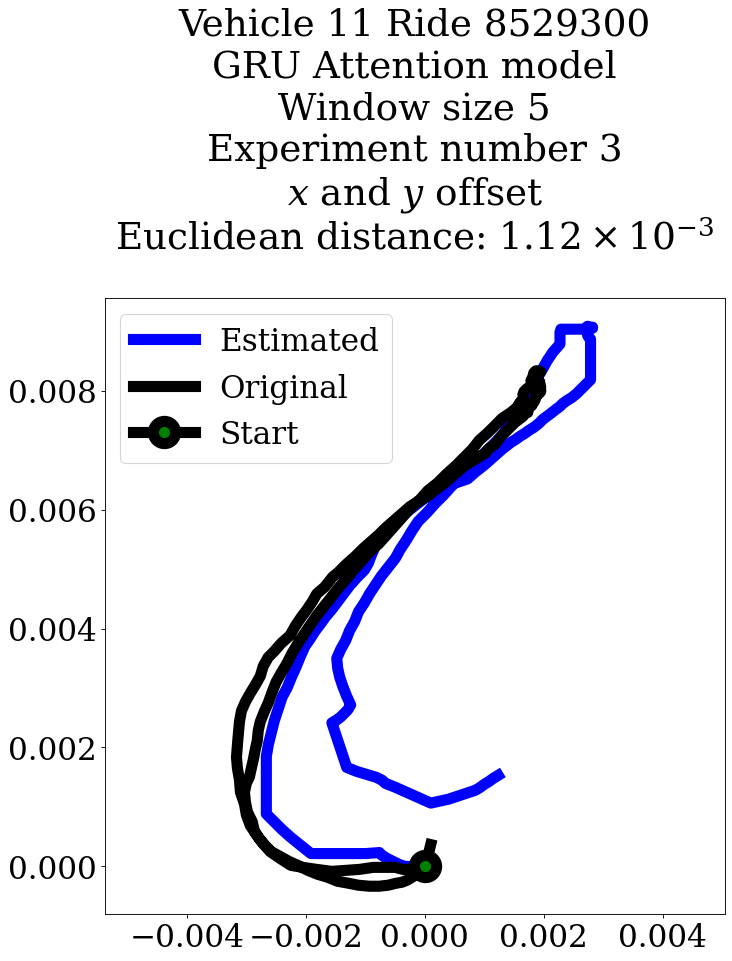 Vehicle 11 Ride 8529300
GRU Attention model
Window size 5
Experiment number 3
x and y offset
Euclidean distance: 1.12 × 10⁻³
Estimated
Original
Start
0.008
0.006
0.004
0.002
0.000
−0.004 −0.002 0.000 0.002 0.004